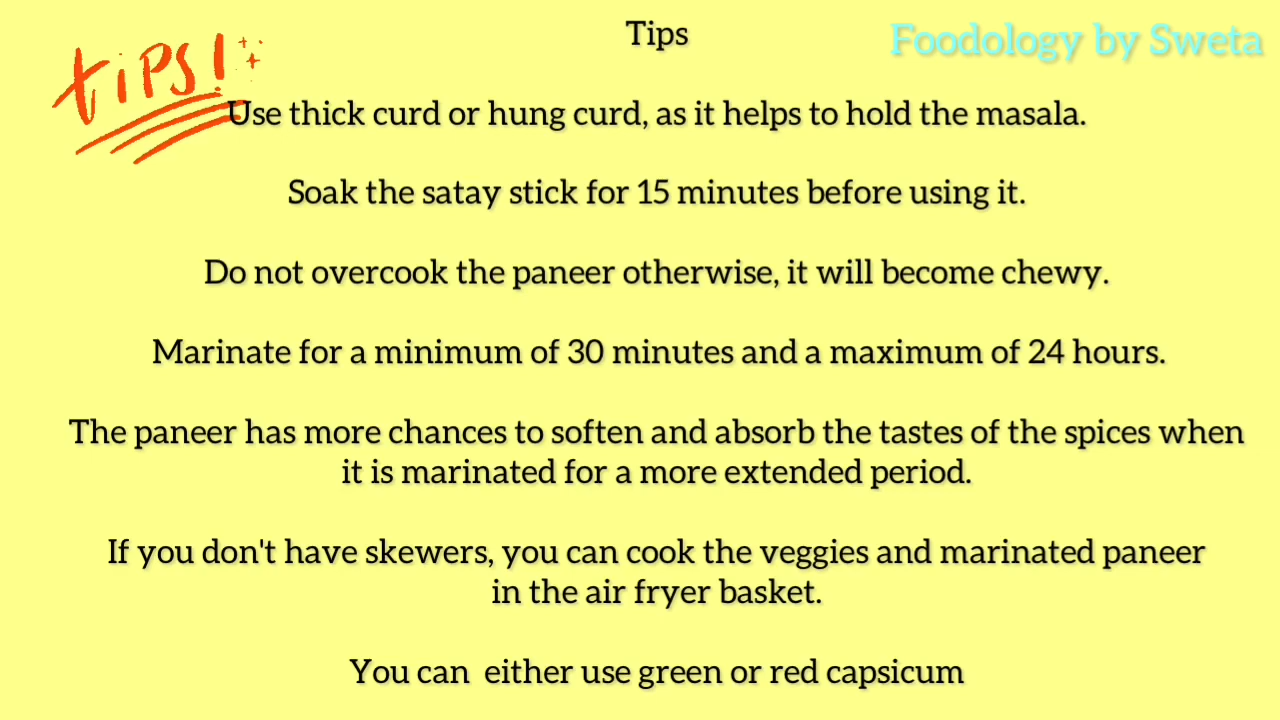 Tips
Foodology by Sweta
tips!
Use thick curd or hung curd, as it helps to hold the masala.
Soak the satay stick for 15 minutes before using it.
Do not overcook the paneer otherwise, it will become chewy.
Marinate for a minimum of 30 minutes and a maximum of 24 hours.
The paneer has more chances to soften and absorb the tastes of the spices when
it is marinated for a more extended period.
If you don't have skewers, you can cook the veggies and marinated paneer
in the air fryer basket.
You can  either use green or red capsicum